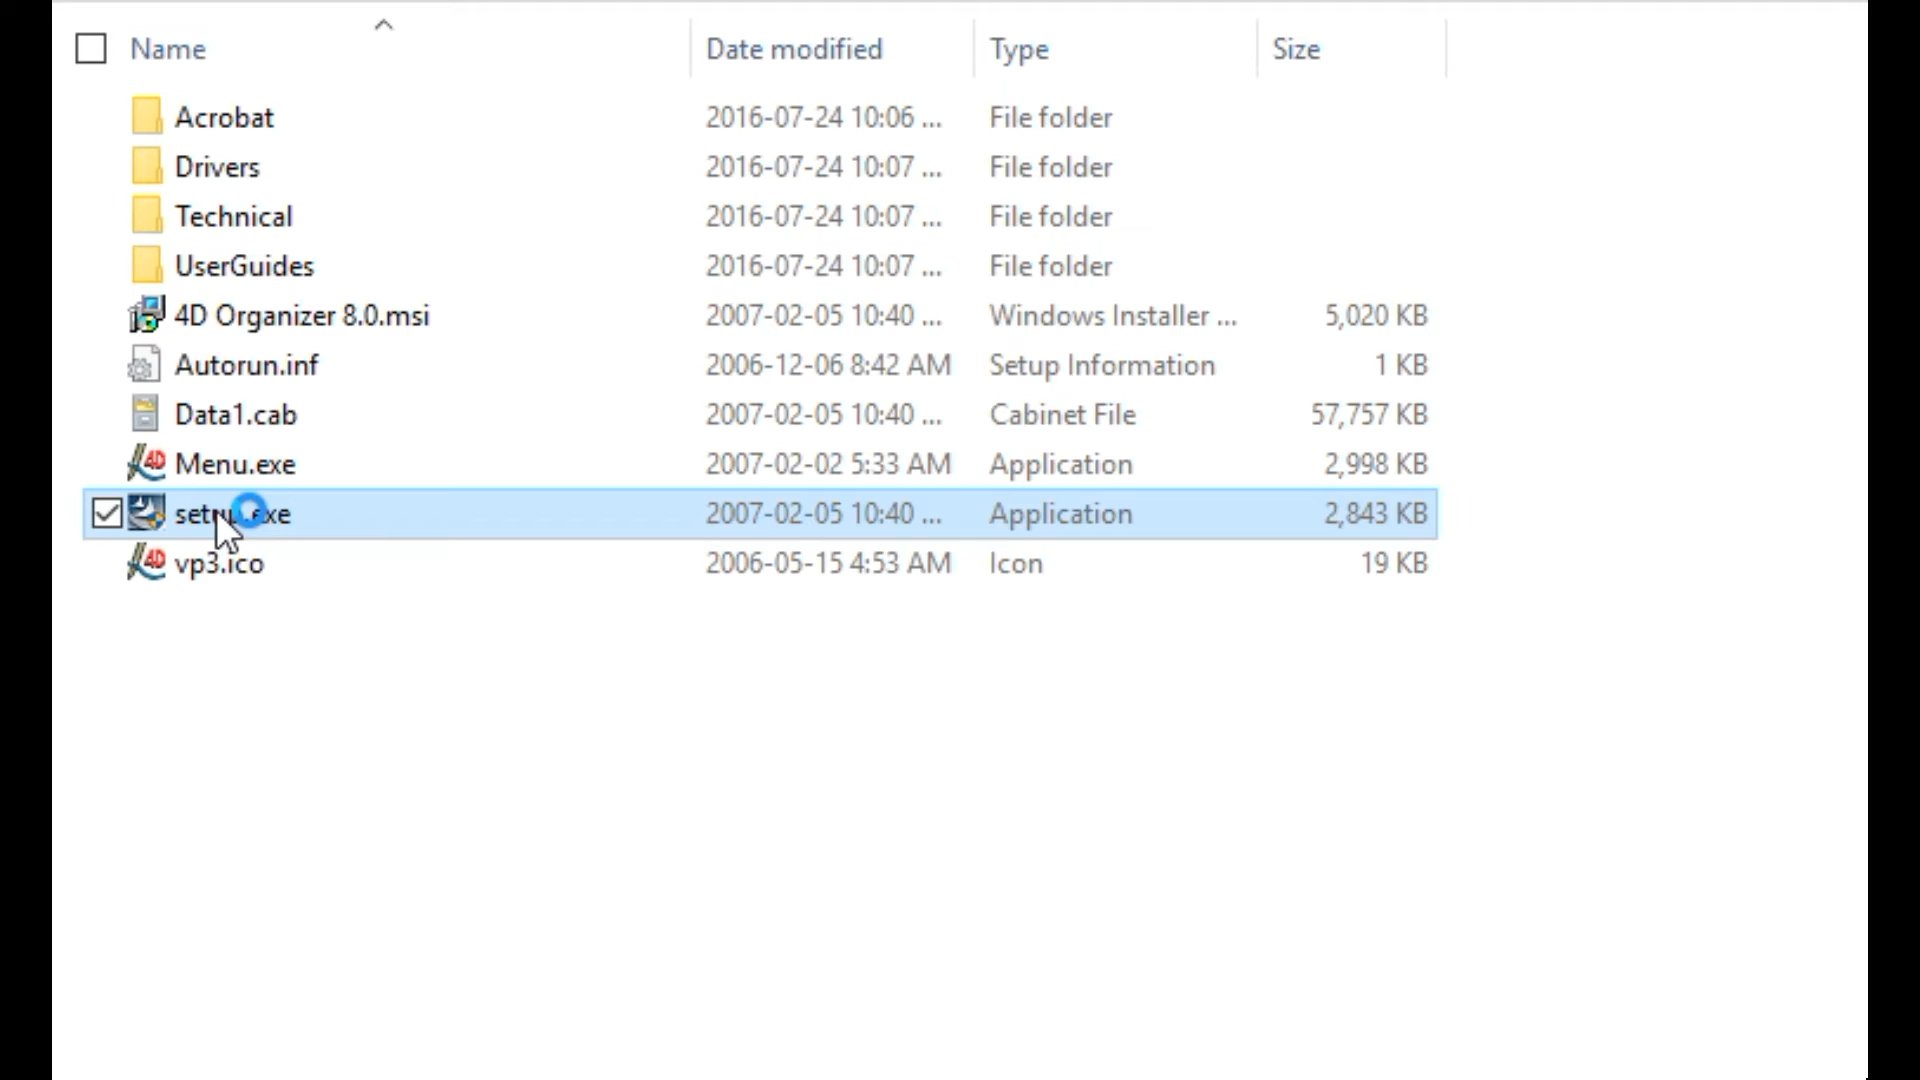 Name Date modified Type Size
Acrobat 2016-07-24 10:06 ... File folder
Drivers 2016-07-24 10:07 ... File folder
Technical 2016-07-24 10:07 ... File folder
UserGuides 2016-07-24 10:07 ... File folder
4D Organizer 8.0.msi 2007-02-05 10:40 ... Windows Installer ... 5,020 KB
Autorun.inf 2006-12-06 8:42 AM Setup Information 1 KB
Data1.cab 2007-02-05 10:40 ... Cabinet File 57,757 KB
Menu.exe 2007-02-02 5:33 AM Application 2,998 KB
setup.exe 2007-02-05 10:40 ... Application 2,843 KB
vp3.ico 2006-05-15 4:53 AM Icon 19 KB